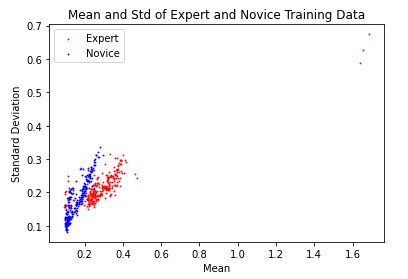 Mean and Std of Expert and Novice Training Data
0.7
0.6
0.5
0.4
0.3
0.2
0.1
Standard Deviation
Expert
Novice
0.2 0.4 0.6 0.8 1.0 1.2 1.4 1.6
Mean